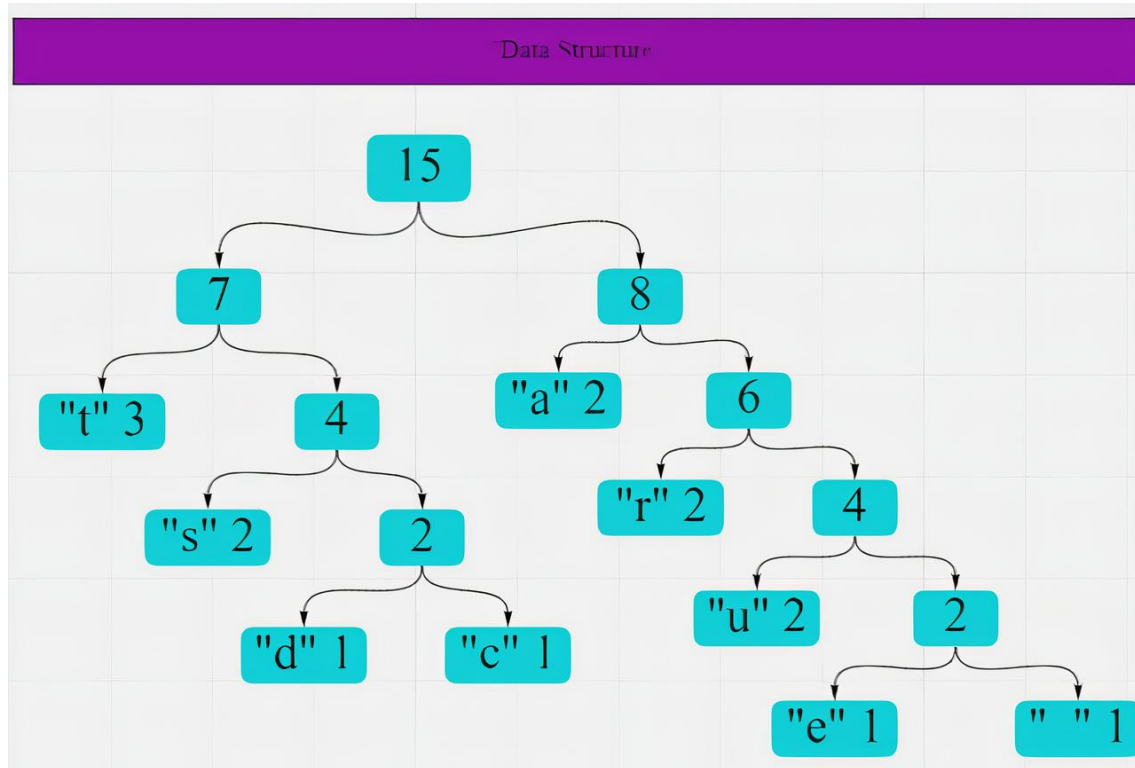 Data Structure
15
7
8
"t" 3
4
"a" 2
6
"s" 2
2
"r" 2
4
"d" 1
"c" 1
"u" 2
2
"e" 1
" " 1